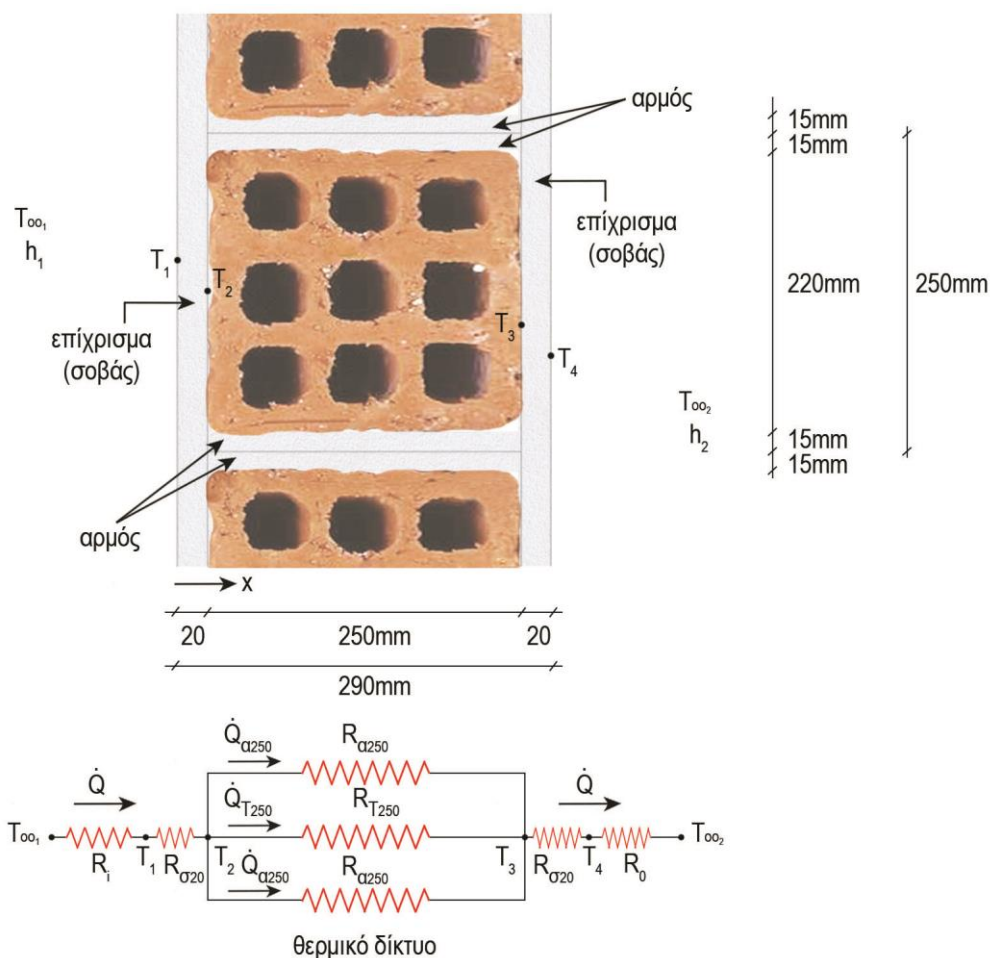 αρμός
15mm
15mm
επίχρισμα
(σοβάς)
T∞₁
h₁
T₁
T₂
220mm
250mm
επίχρισμα
(σοβάς)
T₃
T₄
T∞₂
h₂
15mm
15mm
αρμός
x
20
250mm
20
290mm
Q̇α250
Rα250
Q̇
Q̇T250
RT250
Q̇
T∞₁
Ri
T₁
Rσ20
T₂
Q̇α250
Rα250
T₃
Rσ20
T₄
R0
T∞₂
θερμικό δίκτυο